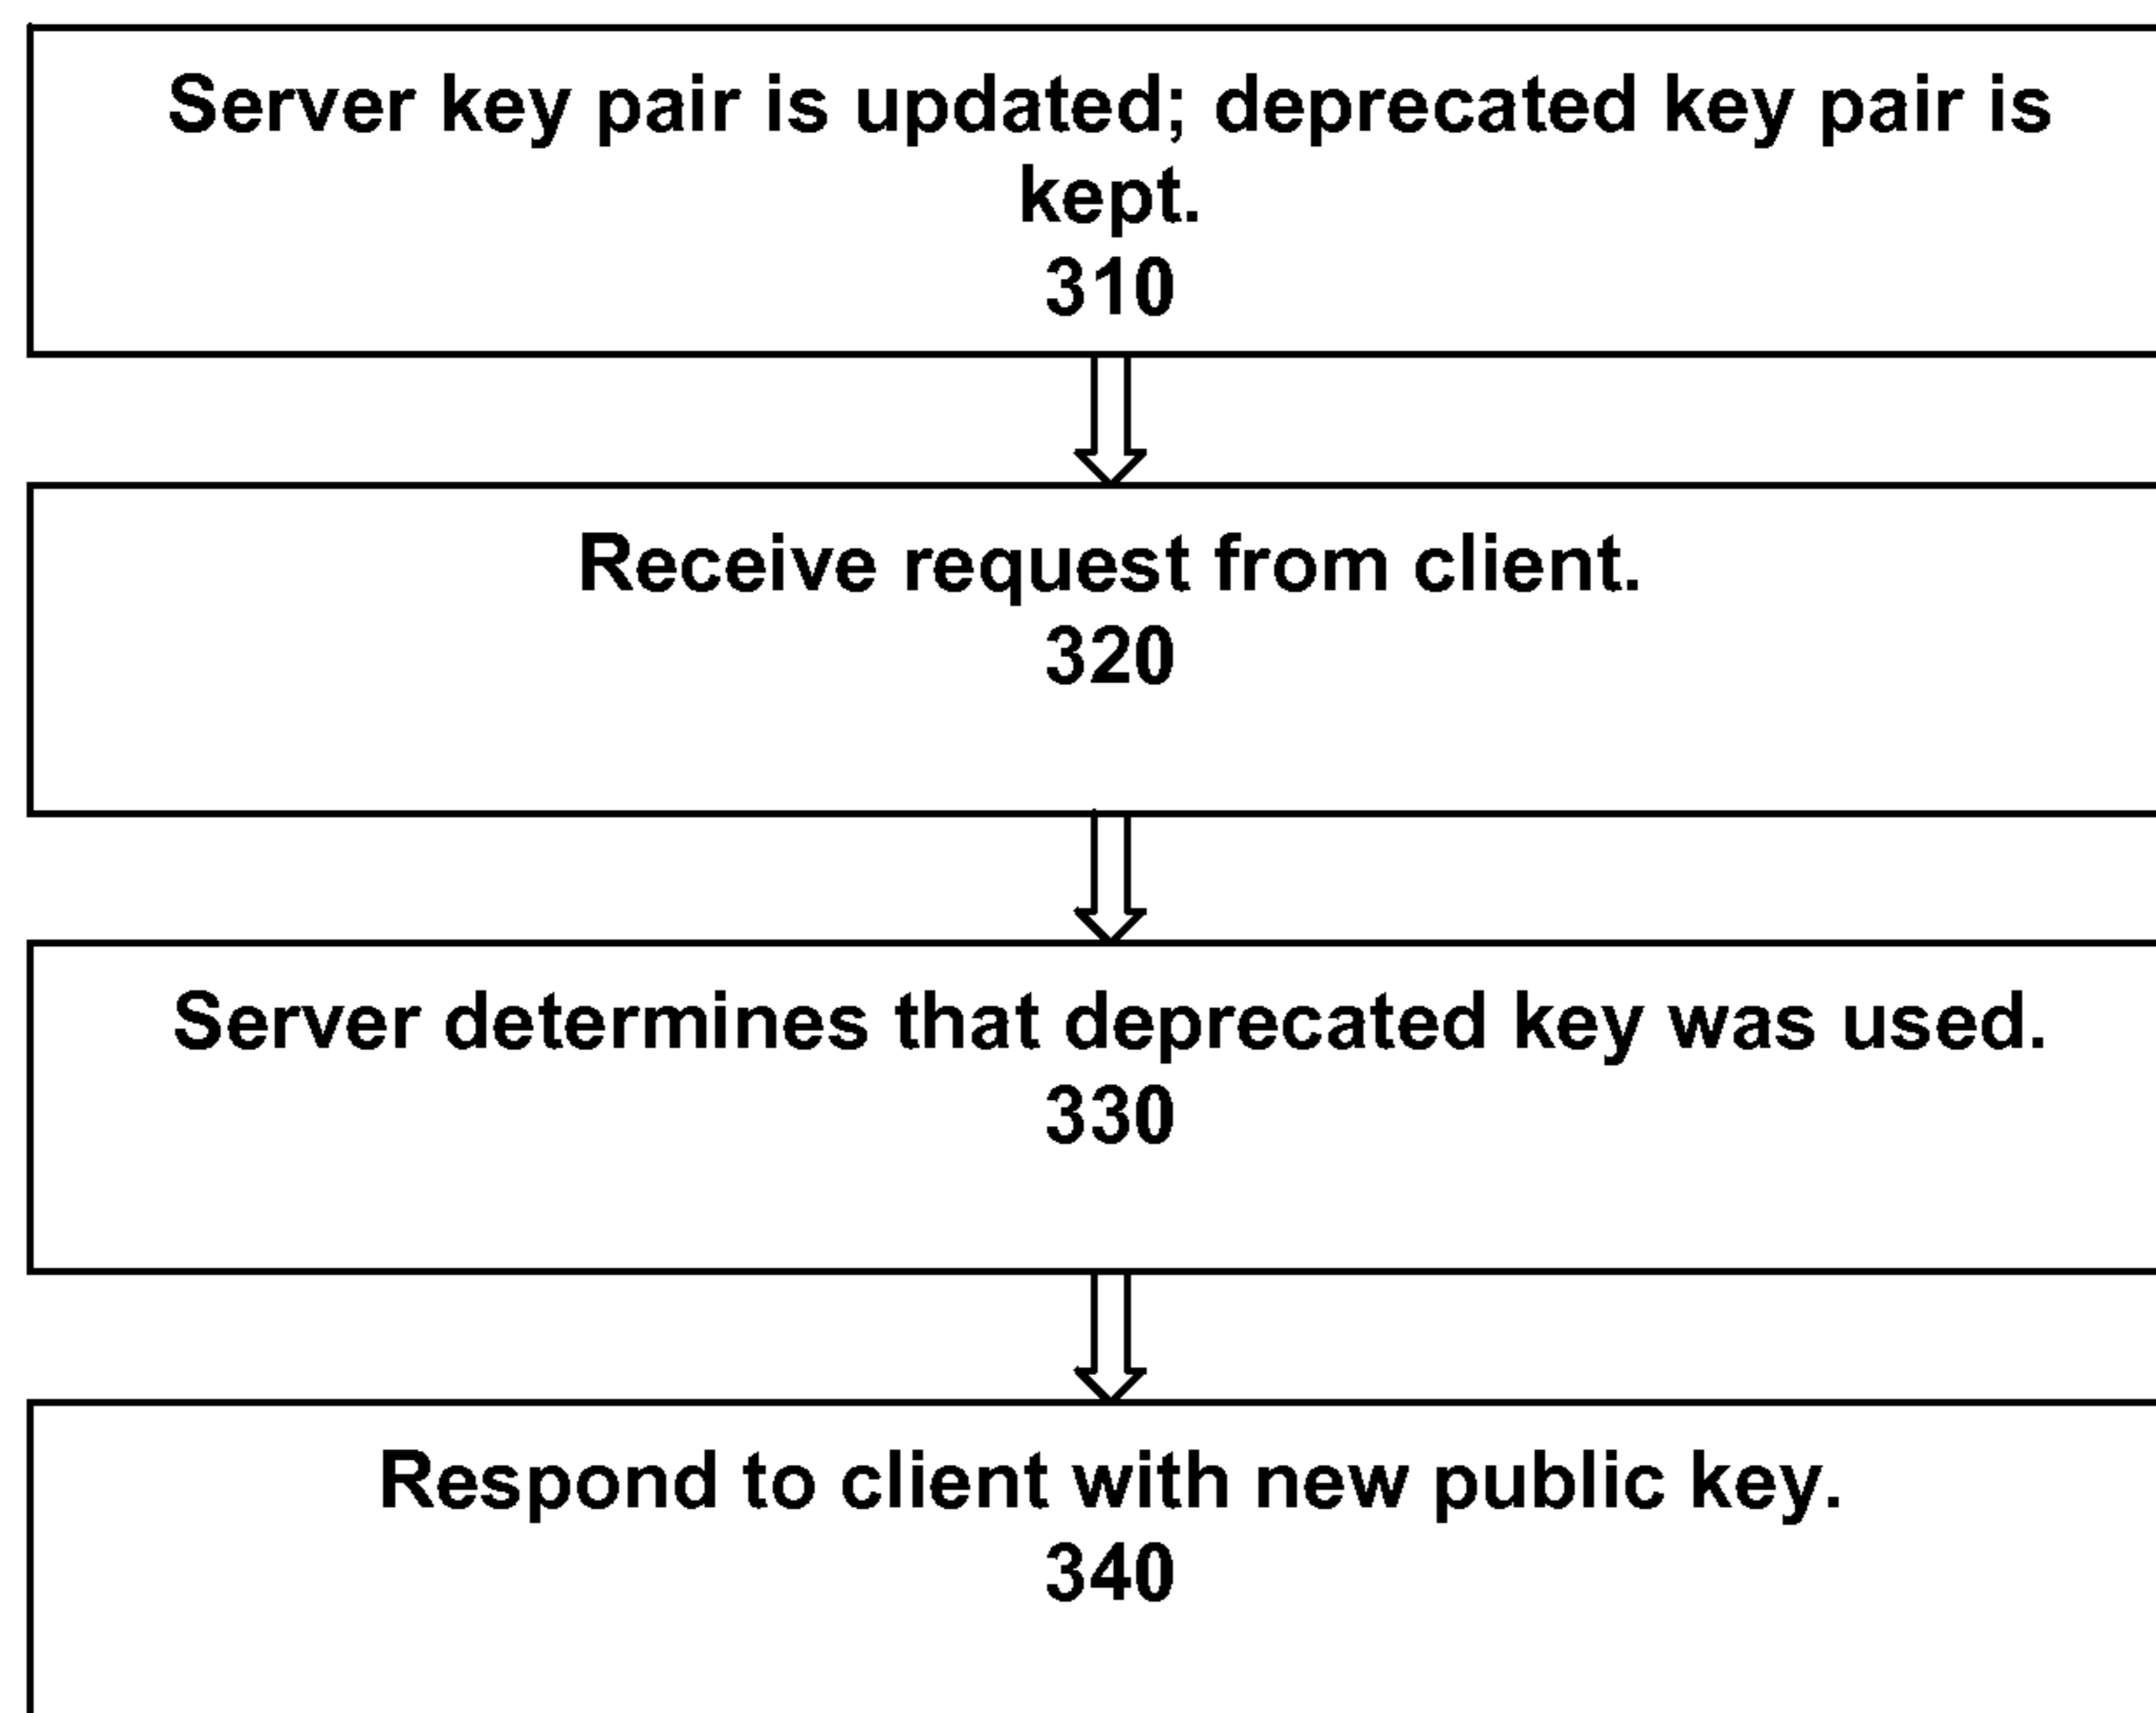 Server key pair is updated; deprecated key pair is
kept.
310
Receive request from client.
320
Server determines that deprecated key was used.
330
Respond to client with new public key.
340